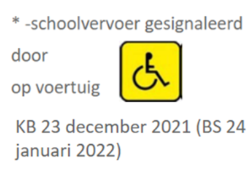 * -schoolvervoer gesignaleerd
door
op voertuig
KB 23 december 2021 (BS 24
januari 2022)